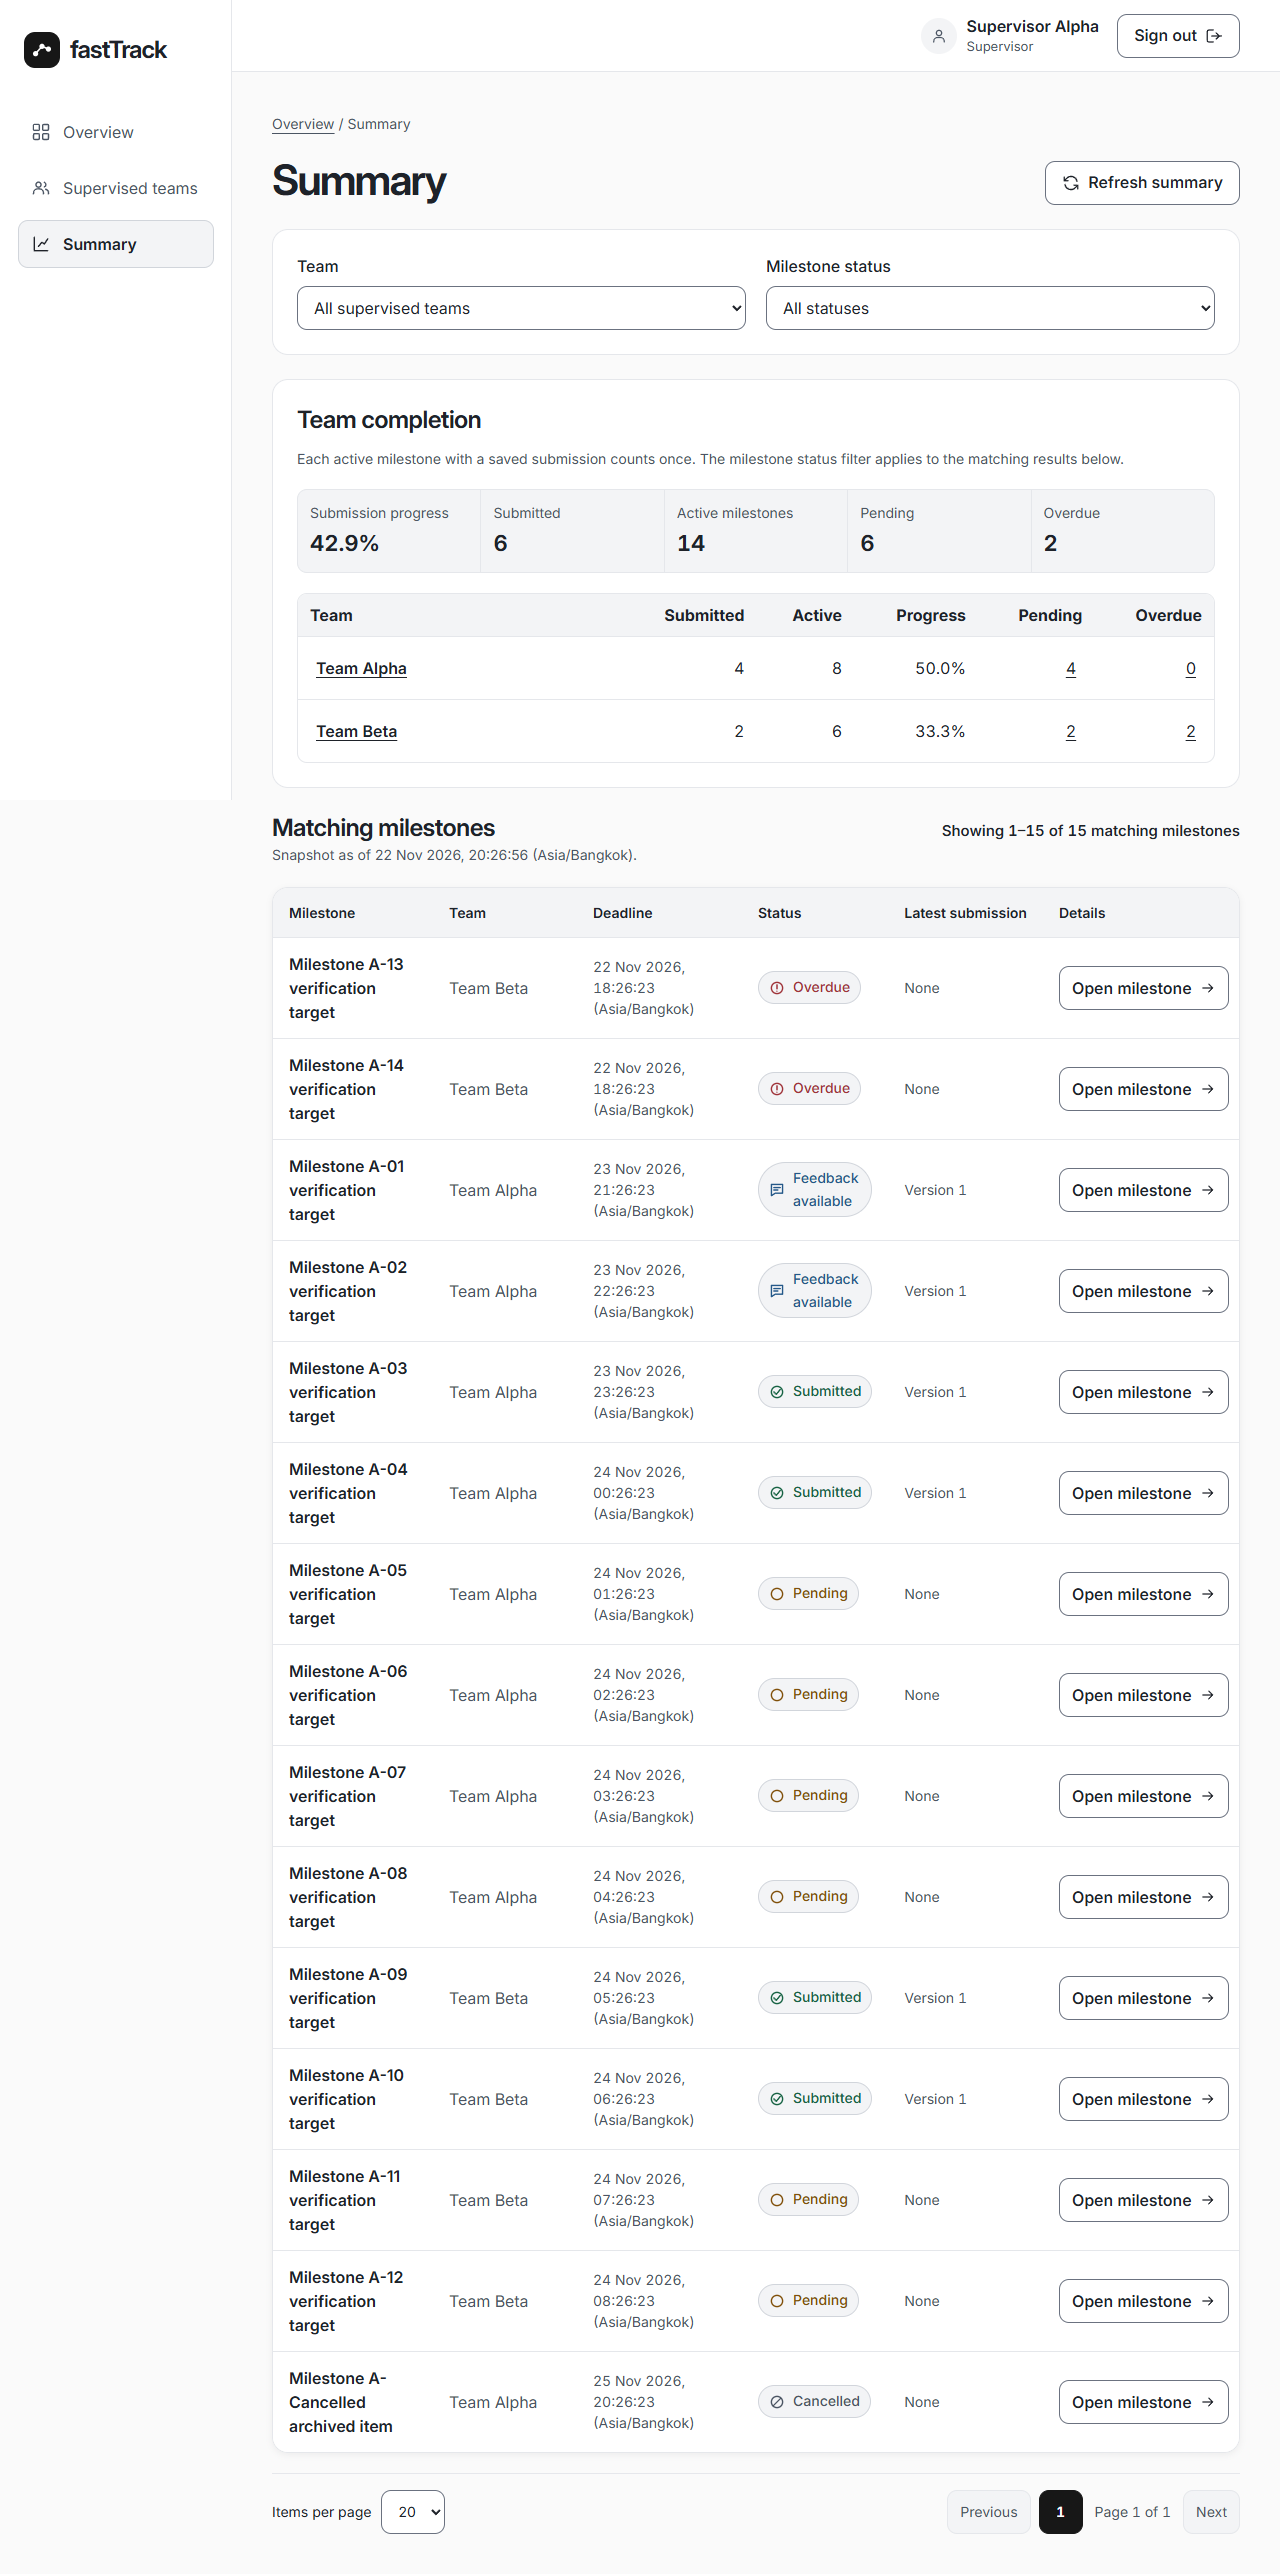 fastTrack
Supervisor Alpha
Supervisor
Sign out
Overview
Supervised teams
Summary
Overview / Summary
Summary
Refresh summary
Team
Milestone status
All supervised teams
All statuses
Team completion
Each active milestone with a saved submission counts once. The milestone status filter applies to the matching results below.
Submission progress
42.9%
Submitted
6
Active milestones
14
Pending
6
Overdue
2
Team Submitted Active Progress Pending Overdue
Team Alpha 4 8 50.0% 4 0
Team Beta 2 6 33.3% 2 2
Matching milestones
Showing 1–15 of 15 matching milestones
Snapshot as of 22 Nov 2026, 20:26:56 (Asia/Bangkok).
Milestone Team Deadline Status Latest submission Details
Milestone A-13
verification
target
Team Beta
22 Nov 2026,
18:26:23
(Asia/Bangkok)
Overdue
None
Open milestone
Milestone A-14
verification
target
Team Beta
22 Nov 2026,
18:26:23
(Asia/Bangkok)
Overdue
None
Open milestone
Milestone A-01
verification
target
Team Alpha
23 Nov 2026,
21:26:23
(Asia/Bangkok)
Feedback
available
Version 1
Open milestone
Milestone A-02
verification
target
Team Alpha
23 Nov 2026,
22:26:23
(Asia/Bangkok)
Feedback
available
Version 1
Open milestone
Milestone A-03
verification
target
Team Alpha
23 Nov 2026,
23:26:23
(Asia/Bangkok)
Submitted
Version 1
Open milestone
Milestone A-04
verification
target
Team Alpha
24 Nov 2026,
00:26:23
(Asia/Bangkok)
Submitted
Version 1
Open milestone
Milestone A-05
verification
target
Team Alpha
24 Nov 2026,
01:26:23
(Asia/Bangkok)
Pending
None
Open milestone
Milestone A-06
verification
target
Team Alpha
24 Nov 2026,
02:26:23
(Asia/Bangkok)
Pending
None
Open milestone
Milestone A-07
verification
target
Team Alpha
24 Nov 2026,
03:26:23
(Asia/Bangkok)
Pending
None
Open milestone
Milestone A-08
verification
target
Team Alpha
24 Nov 2026,
04:26:23
(Asia/Bangkok)
Pending
None
Open milestone
Milestone A-09
verification
target
Team Beta
24 Nov 2026,
05:26:23
(Asia/Bangkok)
Submitted
Version 1
Open milestone
Milestone A-10
verification
target
Team Beta
24 Nov 2026,
06:26:23
(Asia/Bangkok)
Submitted
Version 1
Open milestone
Milestone A-11
verification
target
Team Beta
24 Nov 2026,
07:26:23
(Asia/Bangkok)
Pending
None
Open milestone
Milestone A-12
verification
target
Team Beta
24 Nov 2026,
08:26:23
(Asia/Bangkok)
Pending
None
Open milestone
Milestone A-
Cancelled
archived item
Team Alpha
25 Nov 2026,
20:26:23
(Asia/Bangkok)
Cancelled
None
Open milestone
Items per page 20
Previous 1 Page 1 of 1 Next